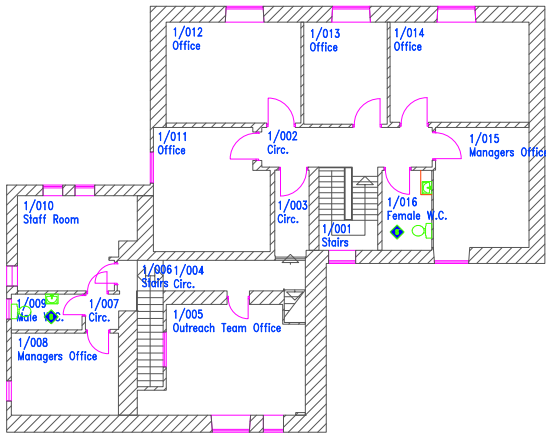 1/012
Office
1/013
Office
1/014
Office
1/011
Office
1/002
Circ.
1/015
Managers Office
1/010
Staff Room
1/003
Circ.
1/016
Female W.C.
1/001
Stairs
1/006
Stairs
1/004
Circ.
1/009
Male W.C.
1/007
Circ.
1/005
Outreach Team Office
1/008
Managers Office